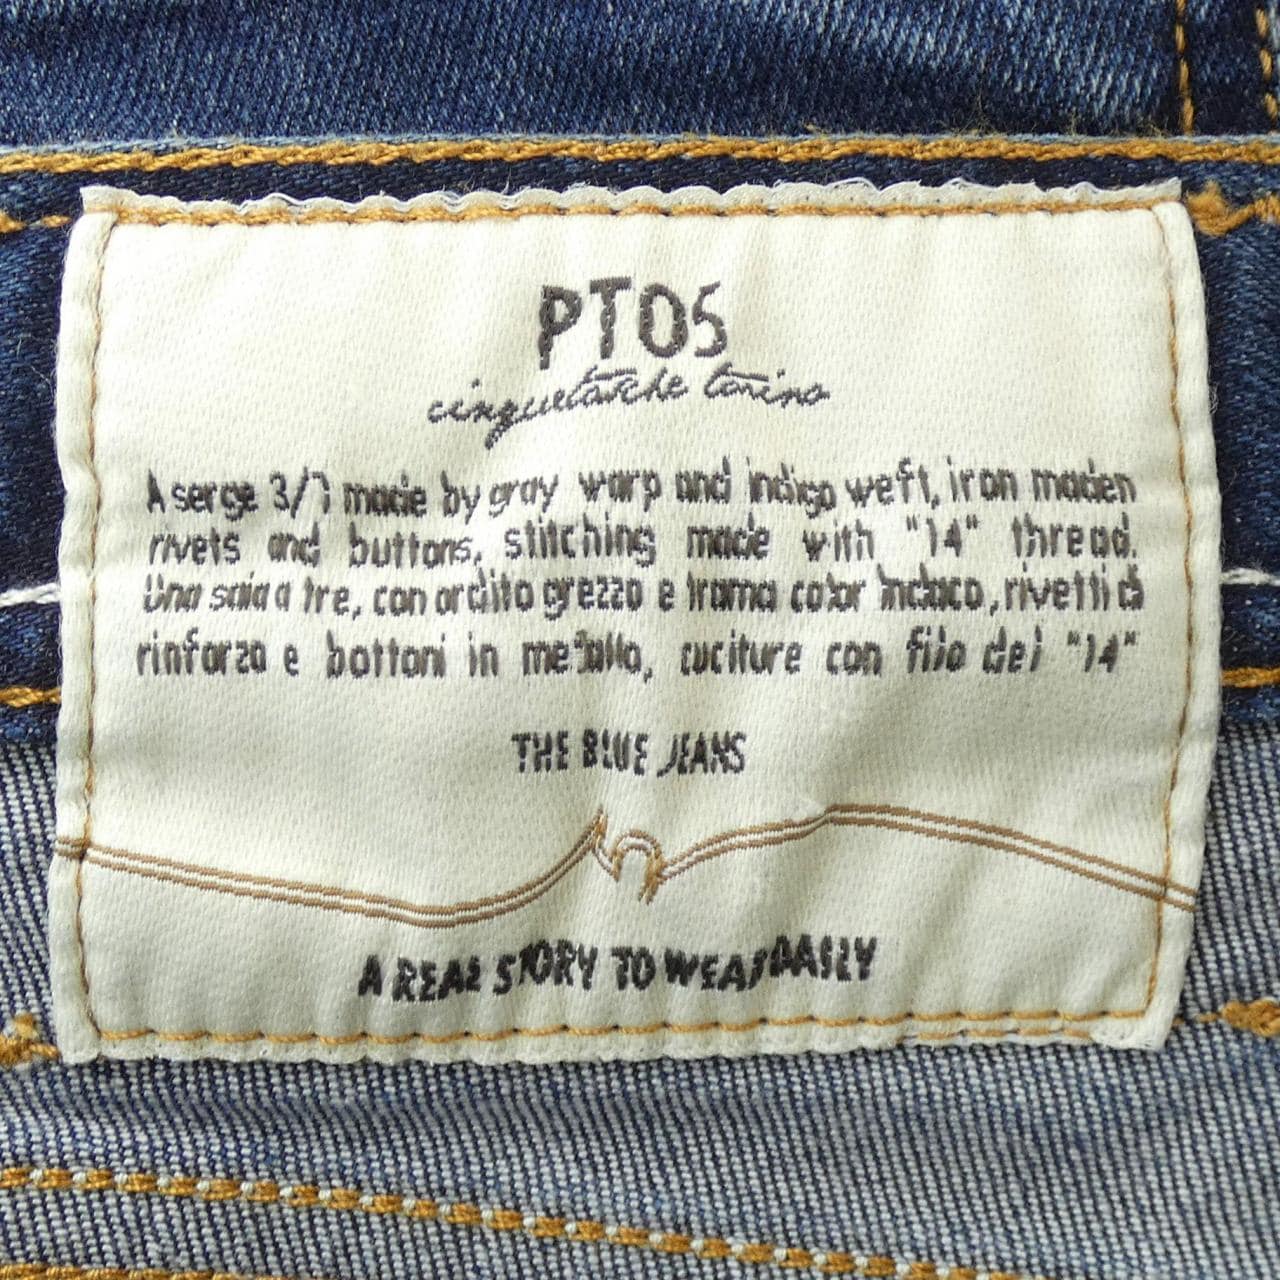 PT05
cinquetasche torino
A serge 3/1 made by gray warp and indigo weft, iron maden
rivets and buttons, stitching made with "14" thread.
Una saia a tre, con ordito grezzo e trama color indaco, rivetti di
rinforzo e bottoni in metallo, cuciture con filo del "14"
THE BLUE JEANS
A REAL STORY TO WEAR DAILY